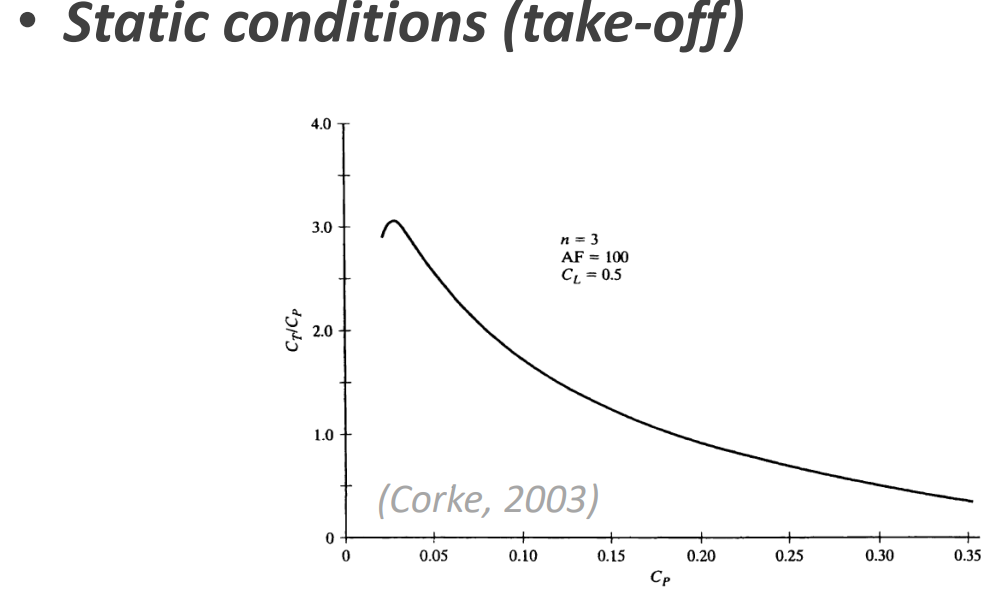 • Static conditions (take-off)
4.0
3.0
n = 3
AF = 100
C_L = 0.5
C_T/C_P
2.0
1.0
(Corke, 2003)
0
0 0.05 0.10 0.15 0.20 0.25 0.30 0.35
C_P